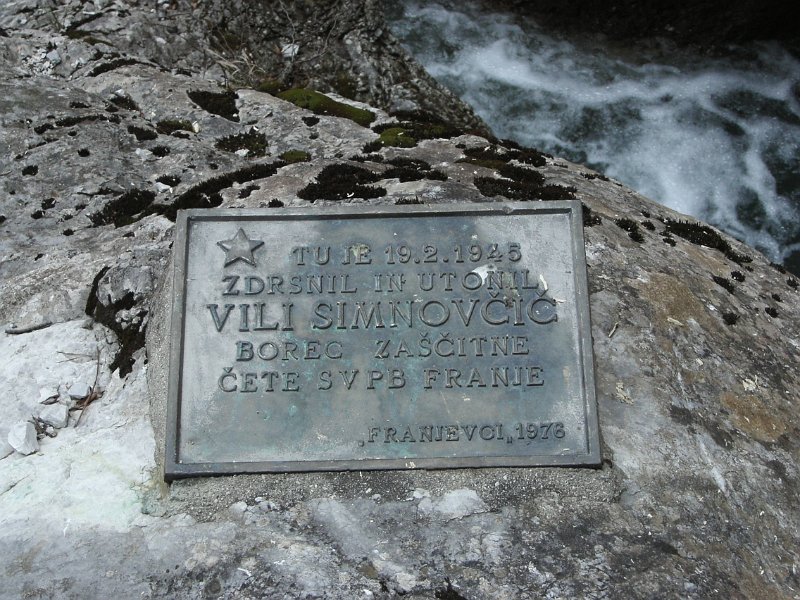 TU JE 19.2.1945
ZDRSNIL IN UTONIL
VILI SIMNOVČIČ
BOREC ZAŠČITNE
ČETE SVPB FRANJE
„FRANJEVCI„ 1976